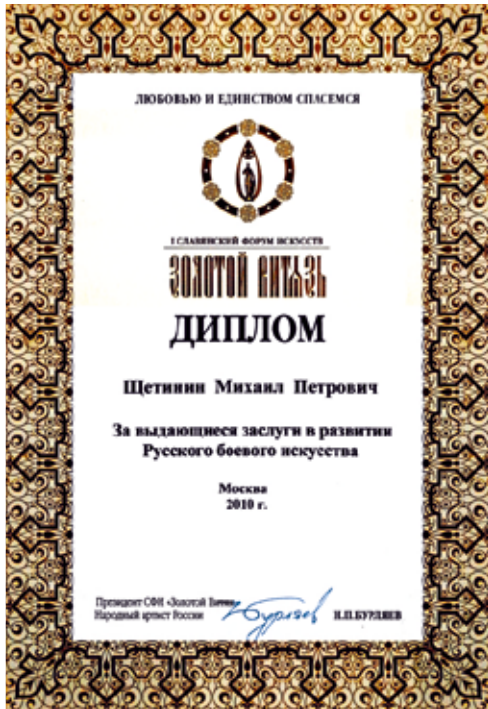 ЛЮБОВЬЮ И ЕДИНСТВОМ СПАСЕМСЯ
I СЛАВЯНСКИЙ ФОРУМ ИСКУССТВ
ЗОЛОТОЙ ВИТЯЗЬ
ДИПЛОМ
Щетинин Михаил Петрович
За выдающиеся заслуги в развитии
Русского боевого искусства
Москва
2010 г.
Президент СФИ «Золотой Витязь»
Народный артист России Н.П.БУРЛЯЕВ